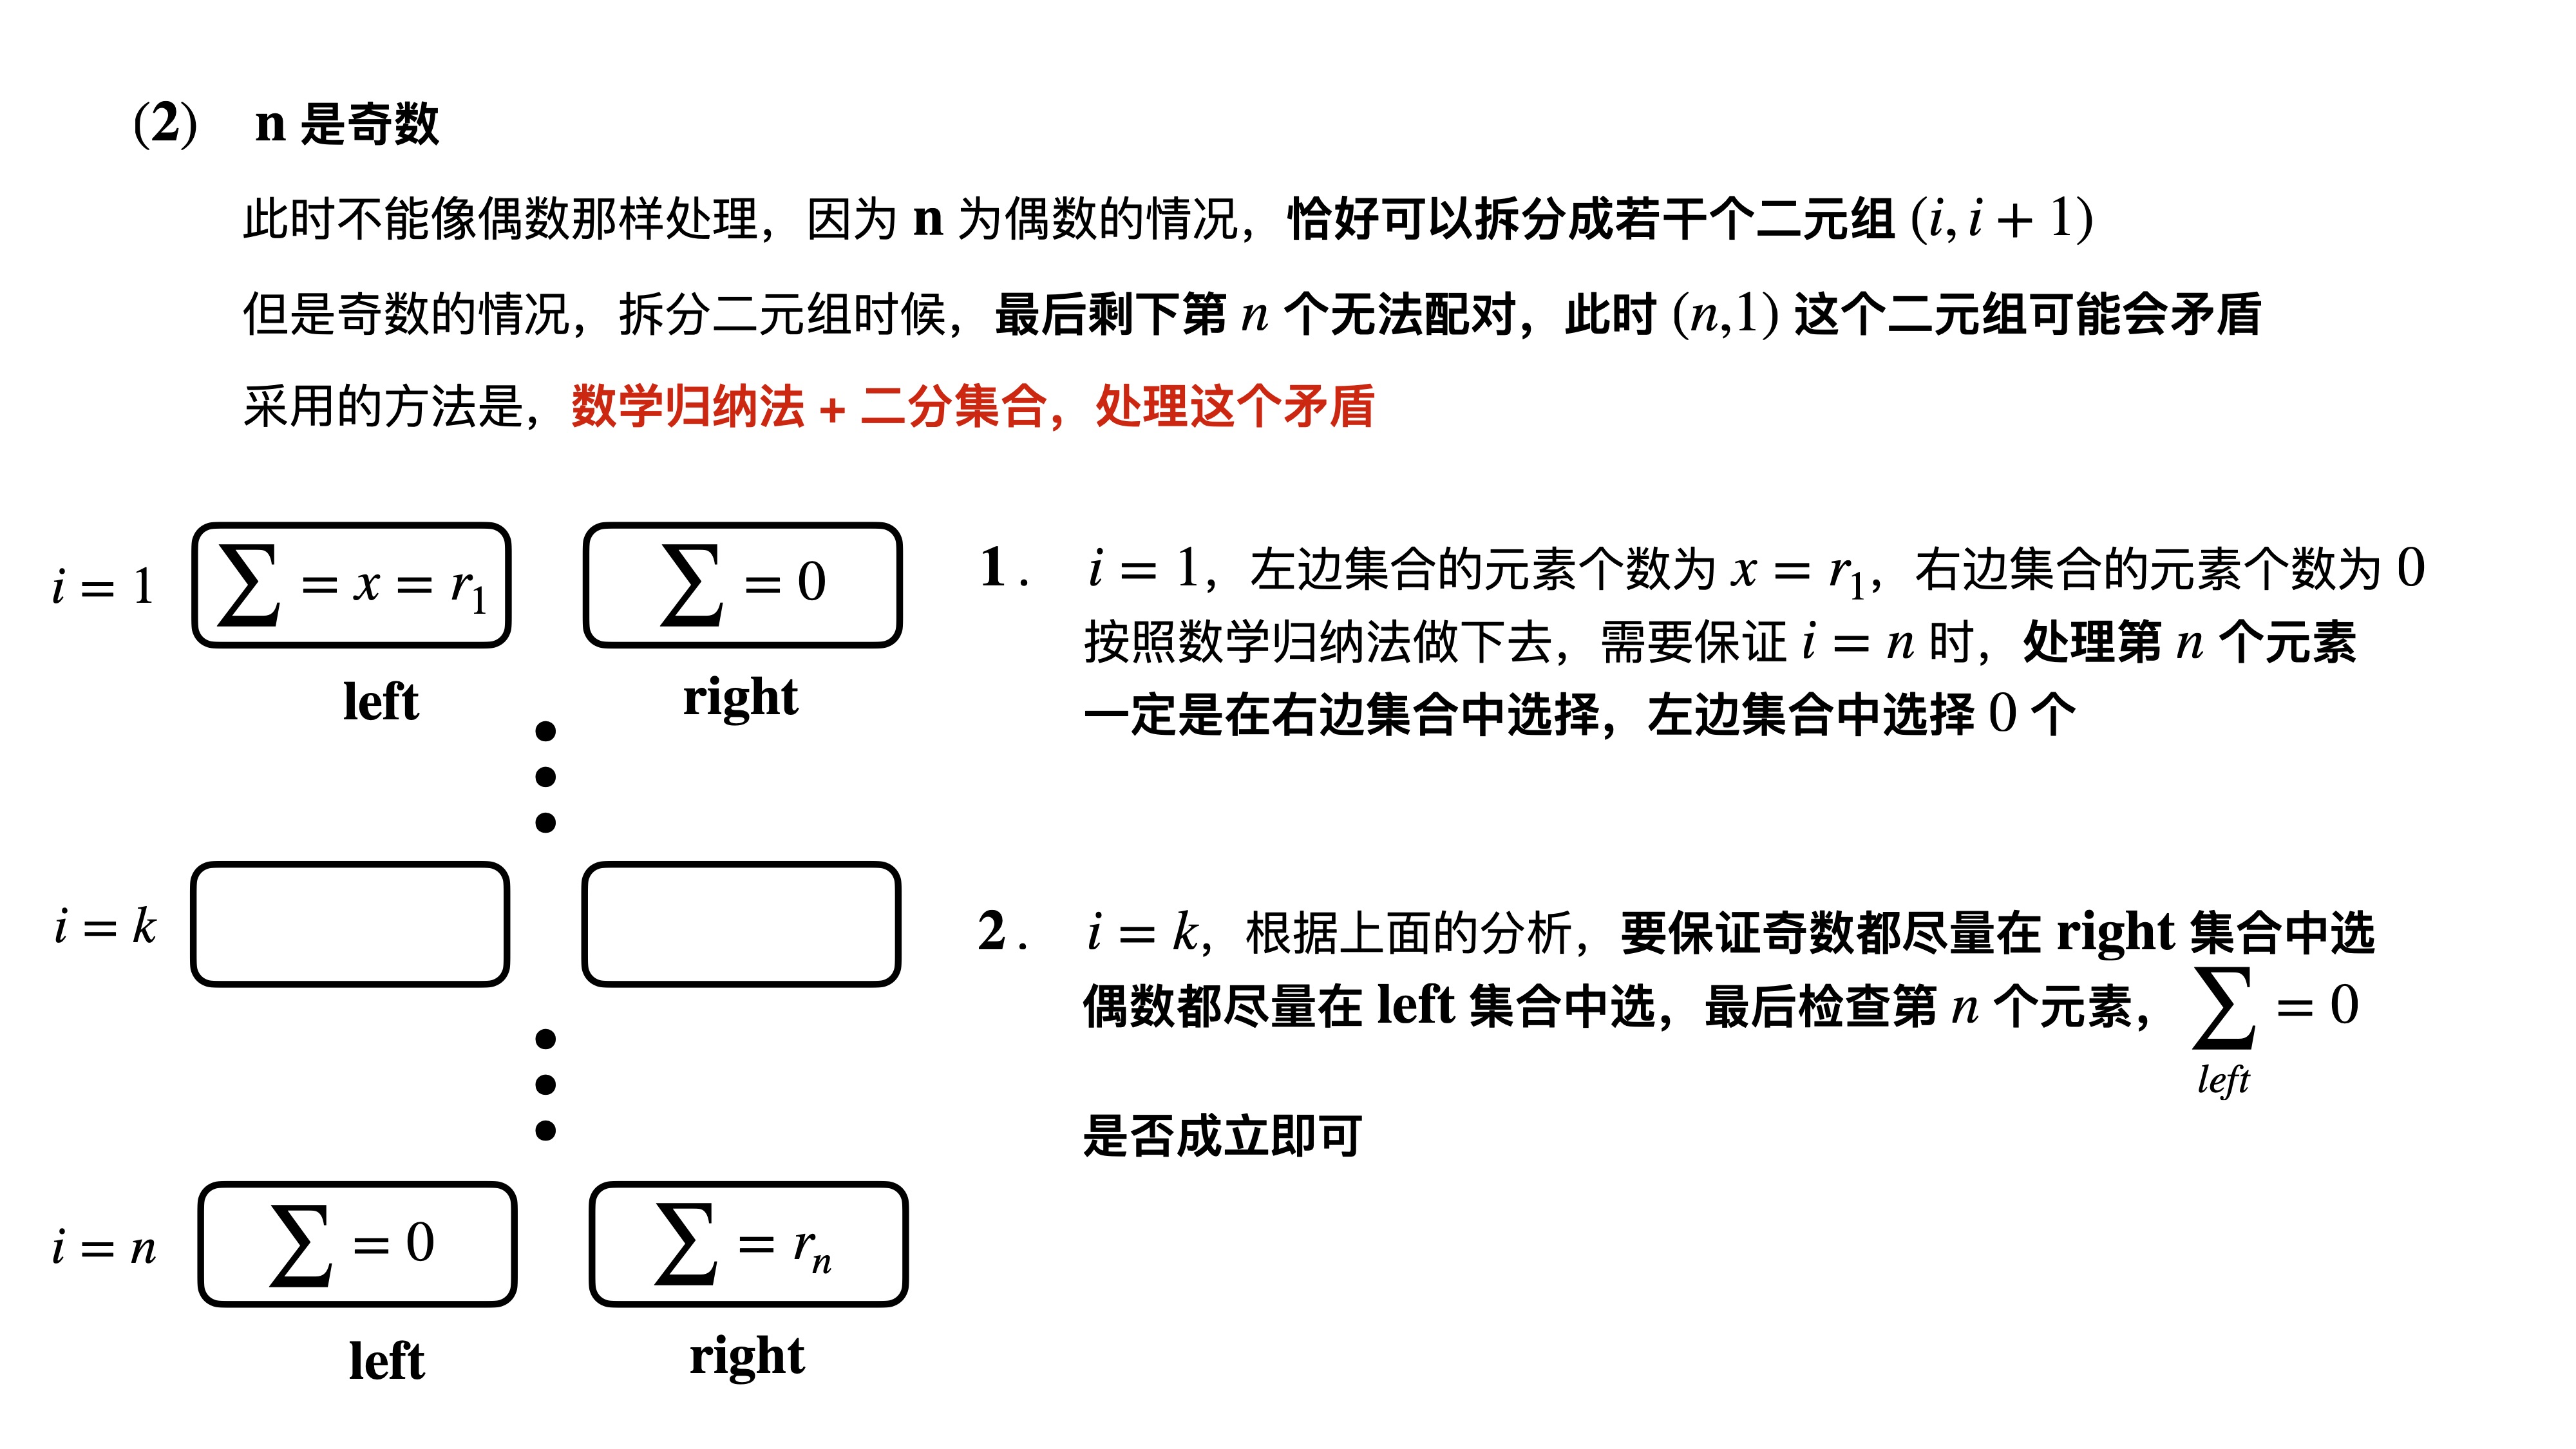 (2) n 是奇数
此时不能像偶数那样处理，因为 n 为偶数的情况，恰好可以拆分成若干个二元组 (i, i + 1)
但是奇数的情况，拆分二元组时候，最后剩下第 n 个无法配对，此时 (n,1) 这个二元组可能会矛盾
采用的方法是，数学归纳法 + 二分集合，处理这个矛盾
i = 1
∑ = x = r₁
∑ = 0
left
right
1 . i = 1，左边集合的元素个数为 x = r₁，右边集合的元素个数为 0
按照数学归纳法做下去，需要保证 i = n 时，处理第 n 个元素
一定是在右边集合中选择，左边集合中选择 0 个
i = k
2 . i = k，根据上面的分析，要保证奇数都尽量在 right 集合中选
偶数都尽量在 left 集合中选，最后检查第 n 个元素， ∑ = 0
left
是否成立即可
i = n
∑ = 0
∑ = rₙ
left
right